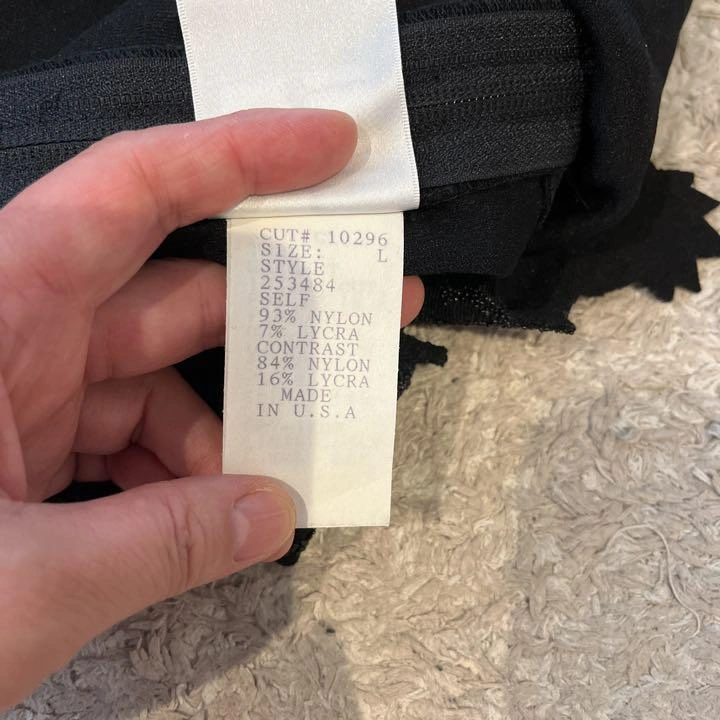 CUT# 10296
SIZE: L
STYLE
253484
SELF
93% NYLON
7% LYCRA
CONTRAST
84% NYLON
16% LYCRA
MADE
IN U.S.A